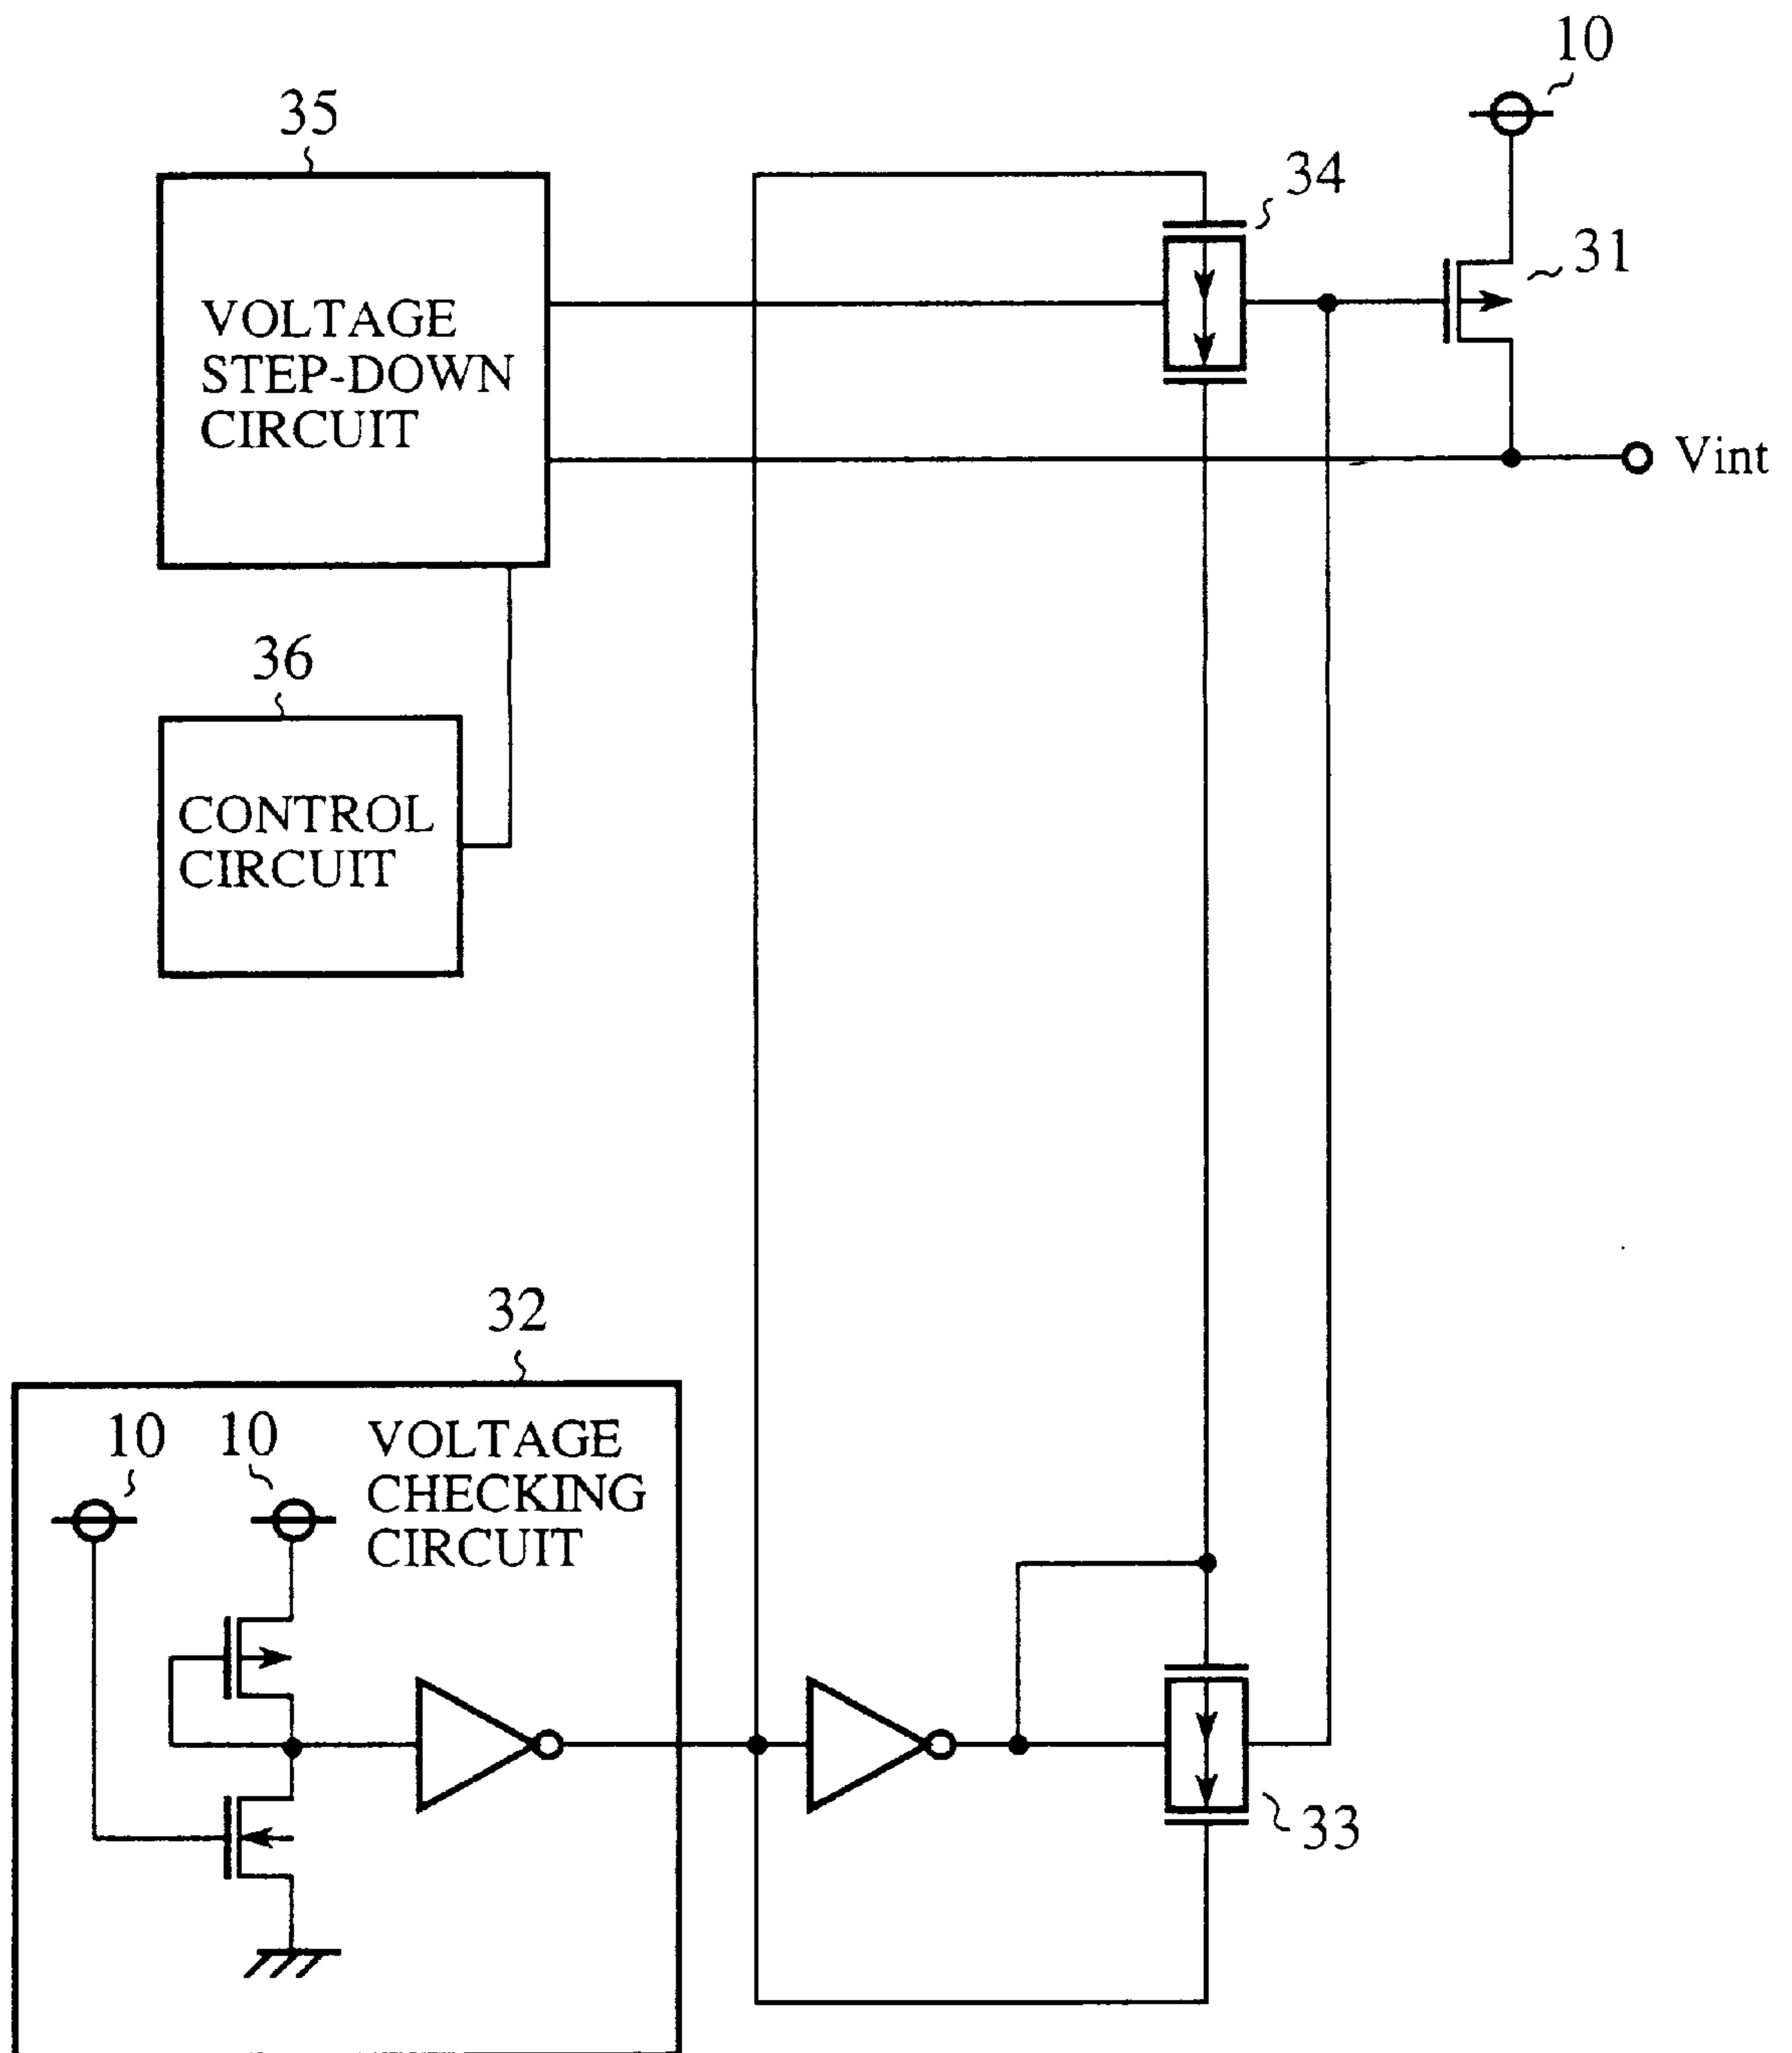 10
35
34
31
VOLTAGE
STEP-DOWN
CIRCUIT
Vint
36
CONTROL
CIRCUIT
32
10
10
VOLTAGE
CHECKING
CIRCUIT
33